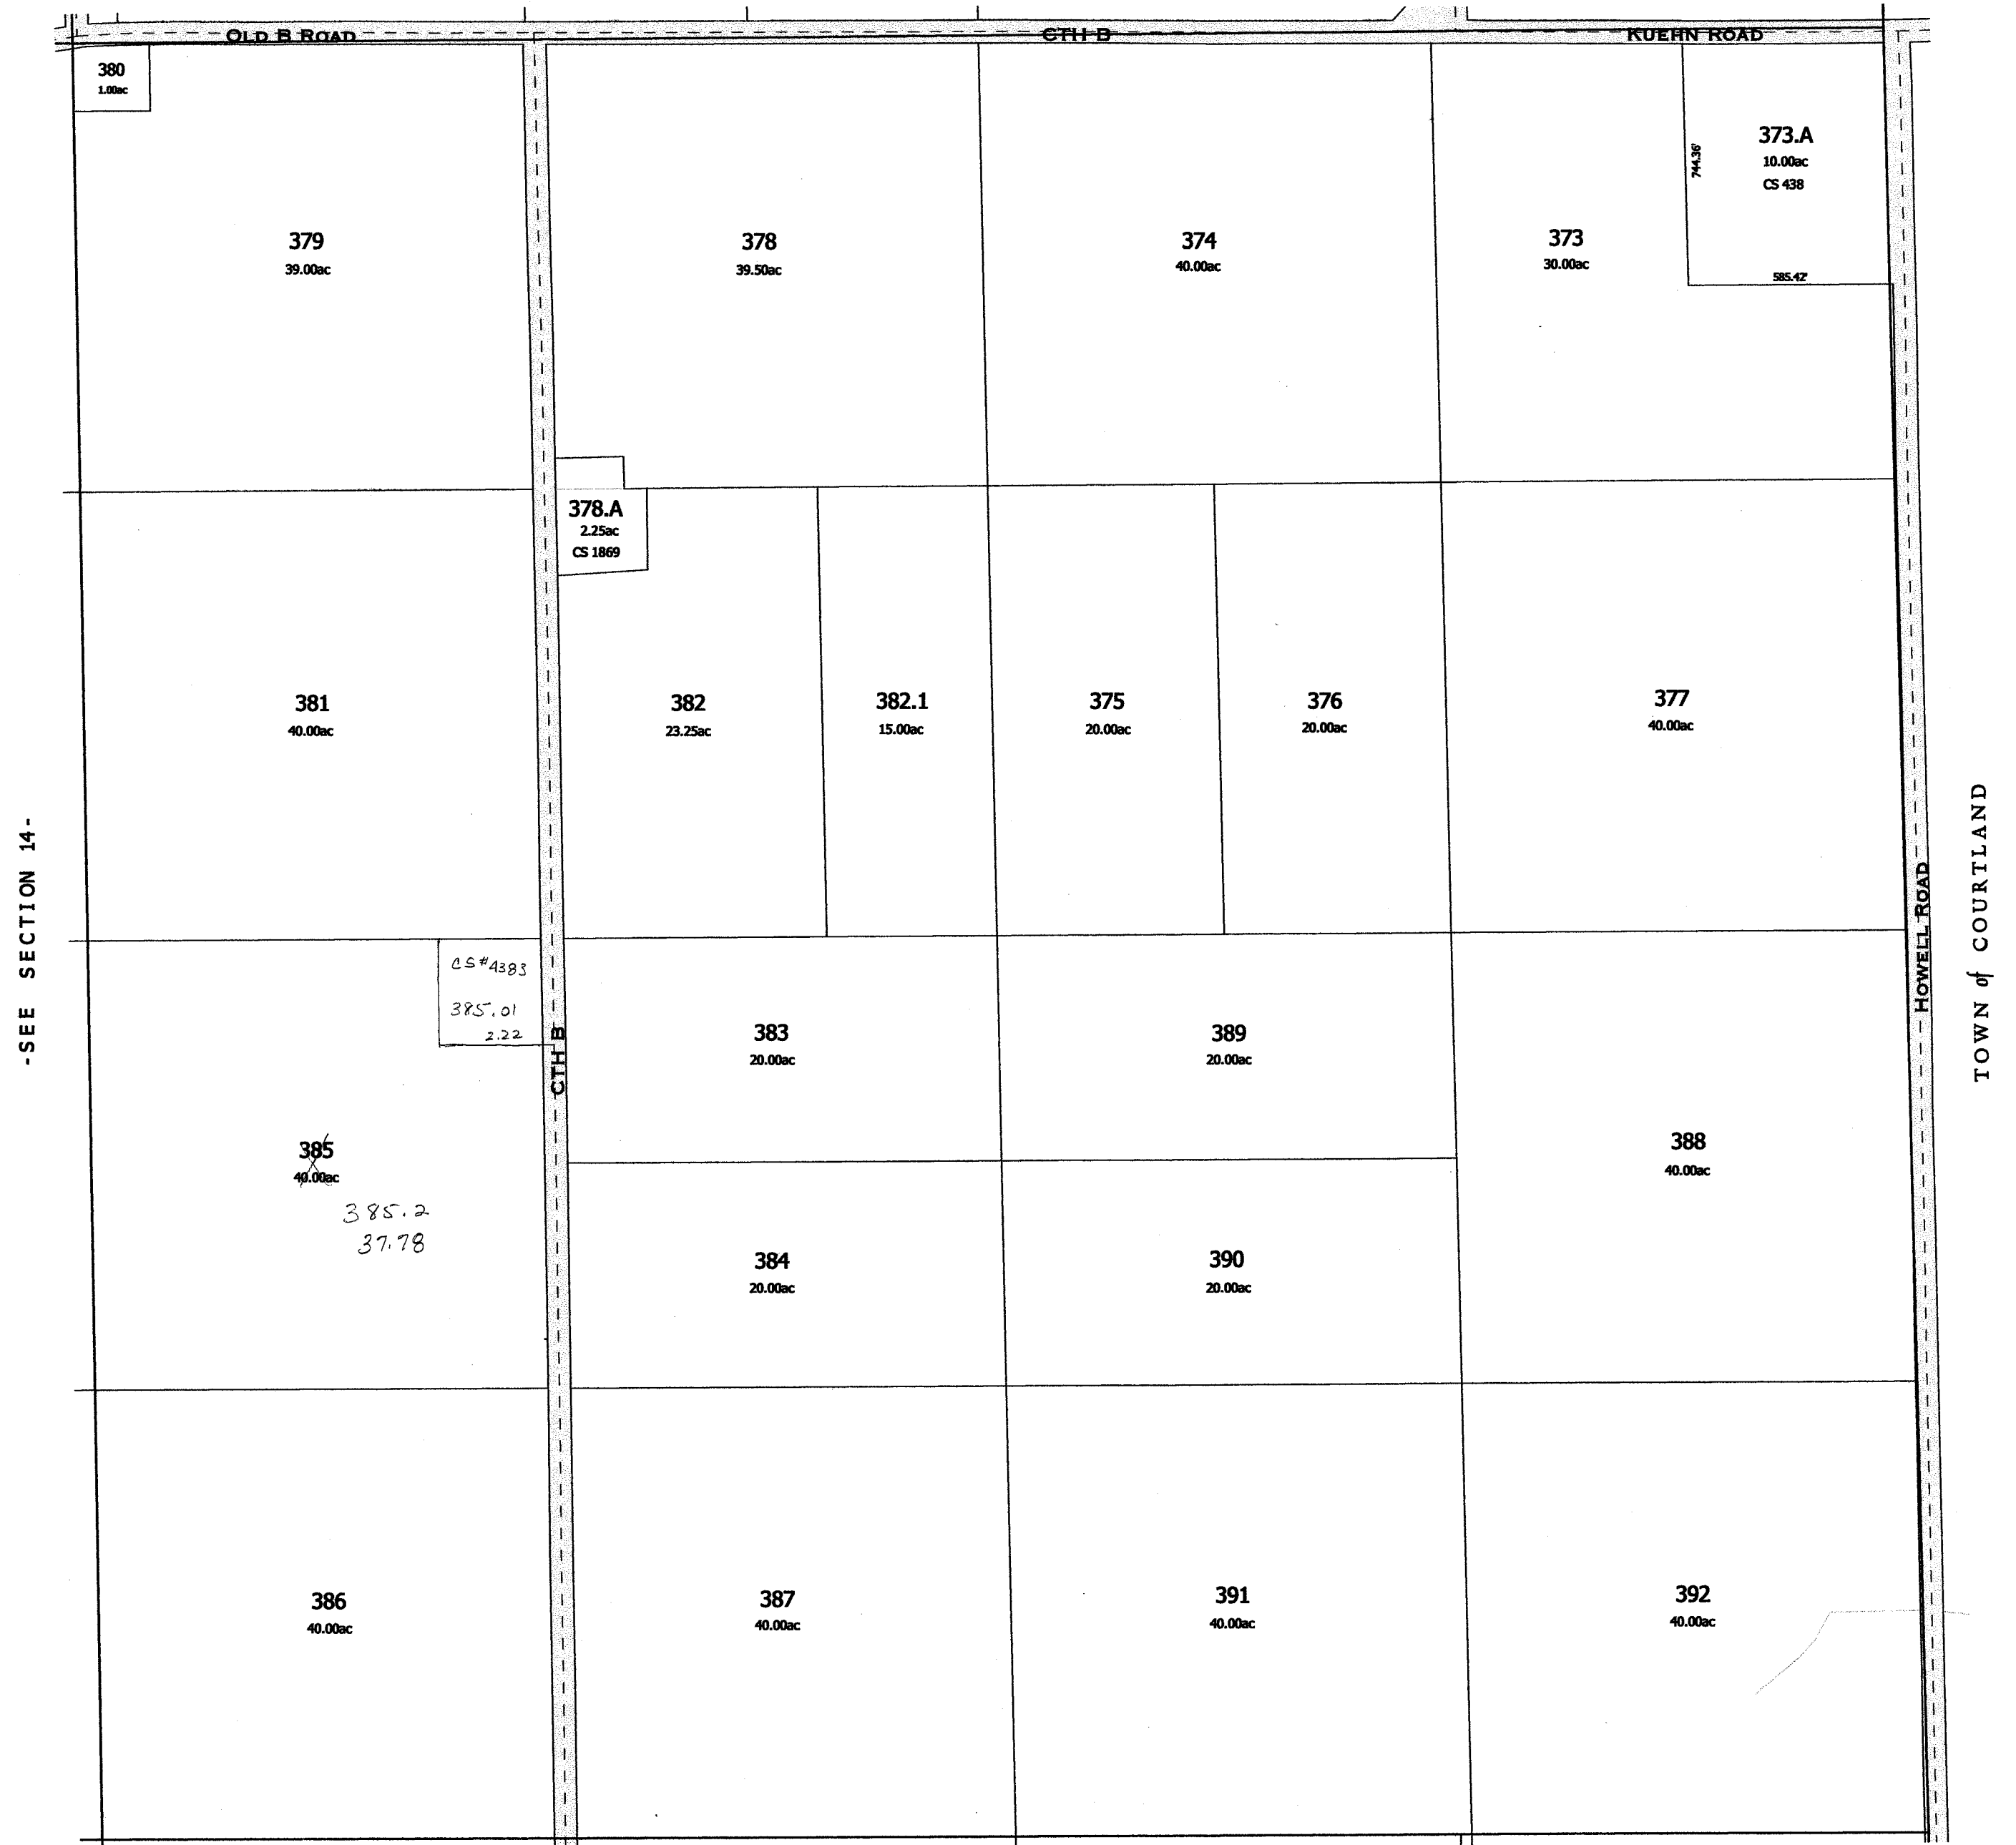 OLD B ROAD
CTH B
KUEHN ROAD
380
1.00ac
373.A
10.00ac
CS 438
744.36'
585.42'
379
39.00ac
378
39.50ac
374
40.00ac
373
30.00ac
378.A
2.25ac
CS 1869
381
40.00ac
382
23.25ac
382.1
15.00ac
375
20.00ac
376
20.00ac
377
40.00ac
-SEE SECTION 14-
HOWELL ROAD
TOWN of COURTLAND
CS#4383
385.01
2.22
CTH B
383
20.00ac
389
20.00ac
385
40.00ac
385.2
37.78
388
40.00ac
384
20.00ac
390
20.00ac
386
40.00ac
387
40.00ac
391
40.00ac
392
40.00ac